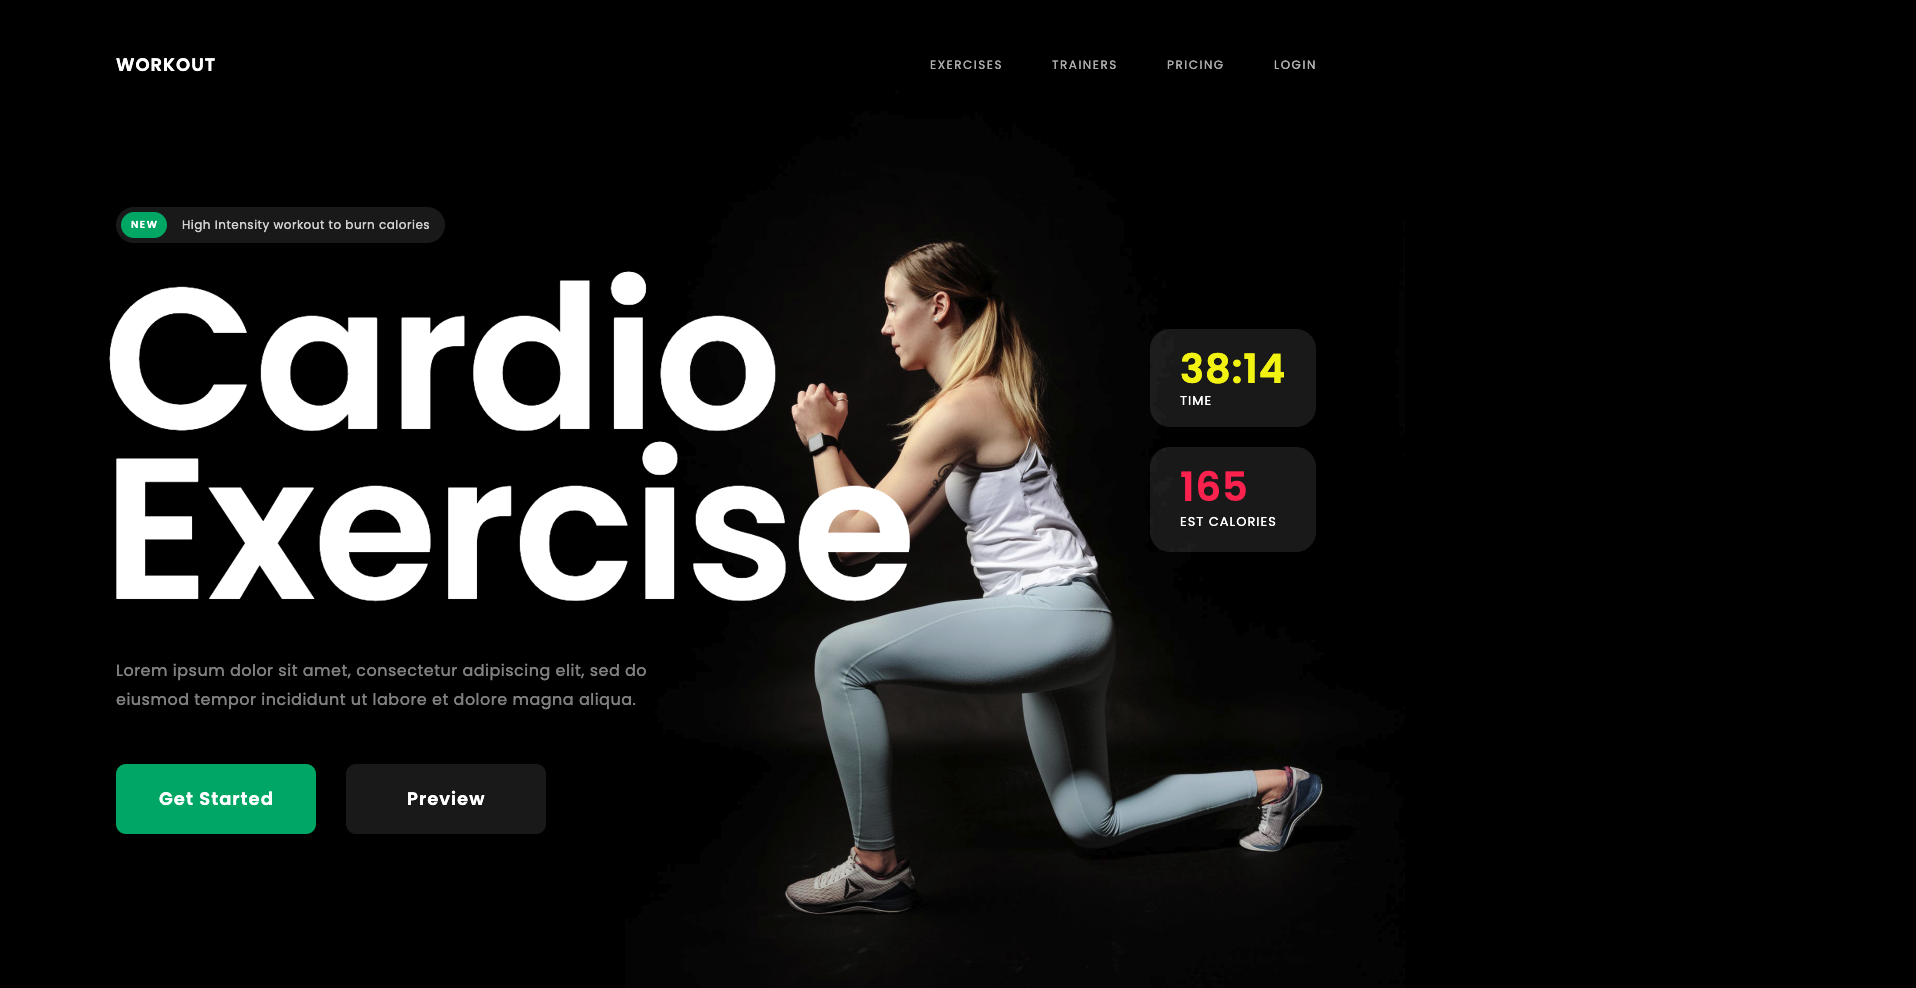 WORKOUT
EXERCISES
TRAINERS
PRICING
LOGIN
NEW
High Intensity workout to burn calories
Cardio
Exercise
38:14
TIME
165
EST CALORIES
Lorem ipsum dolor sit amet, consectetur adipiscing elit, sed do
eiusmod tempor incididunt ut labore et dolore magna aliqua.
Get Started
Preview